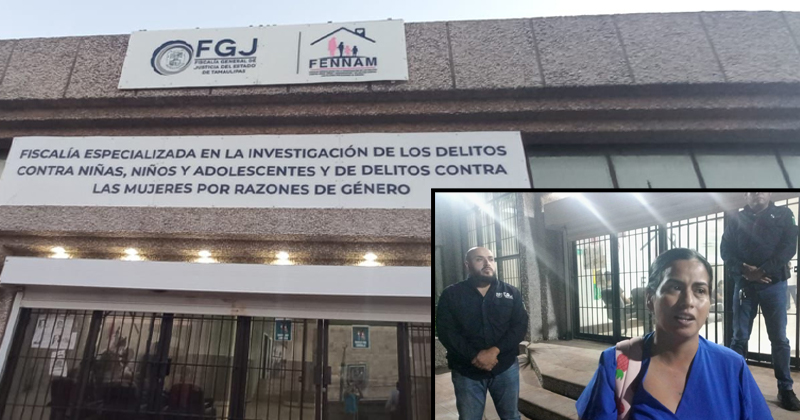 FGJ
FISCALÍA GENERAL DE
JUSTICIA DEL ESTADO
DE TAMAULIPAS
FENNAM
FISCALÍA ESPECIALIZADA EN LA INVESTIGACIÓN DE LOS DELITOS
CONTRA NIÑAS, NIÑOS Y ADOLESCENTES Y DE DELITOS CONTRA
LAS MUJERES POR RAZONES DE GÉNERO